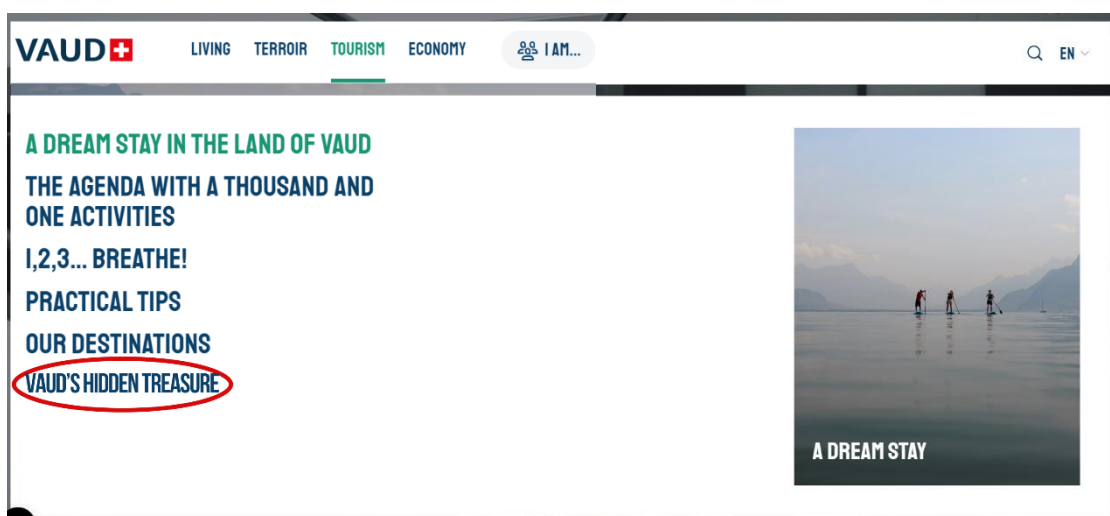 VAUD
LIVING TERROIR TOURISM ECONOMY I AM... EN
A DREAM STAY IN THE LAND OF VAUD
THE AGENDA WITH A THOUSAND AND
ONE ACTIVITIES
1,2,3... BREATHE!
PRACTICAL TIPS
OUR DESTINATIONS
VAUD'S HIDDEN TREASURE
A DREAM STAY